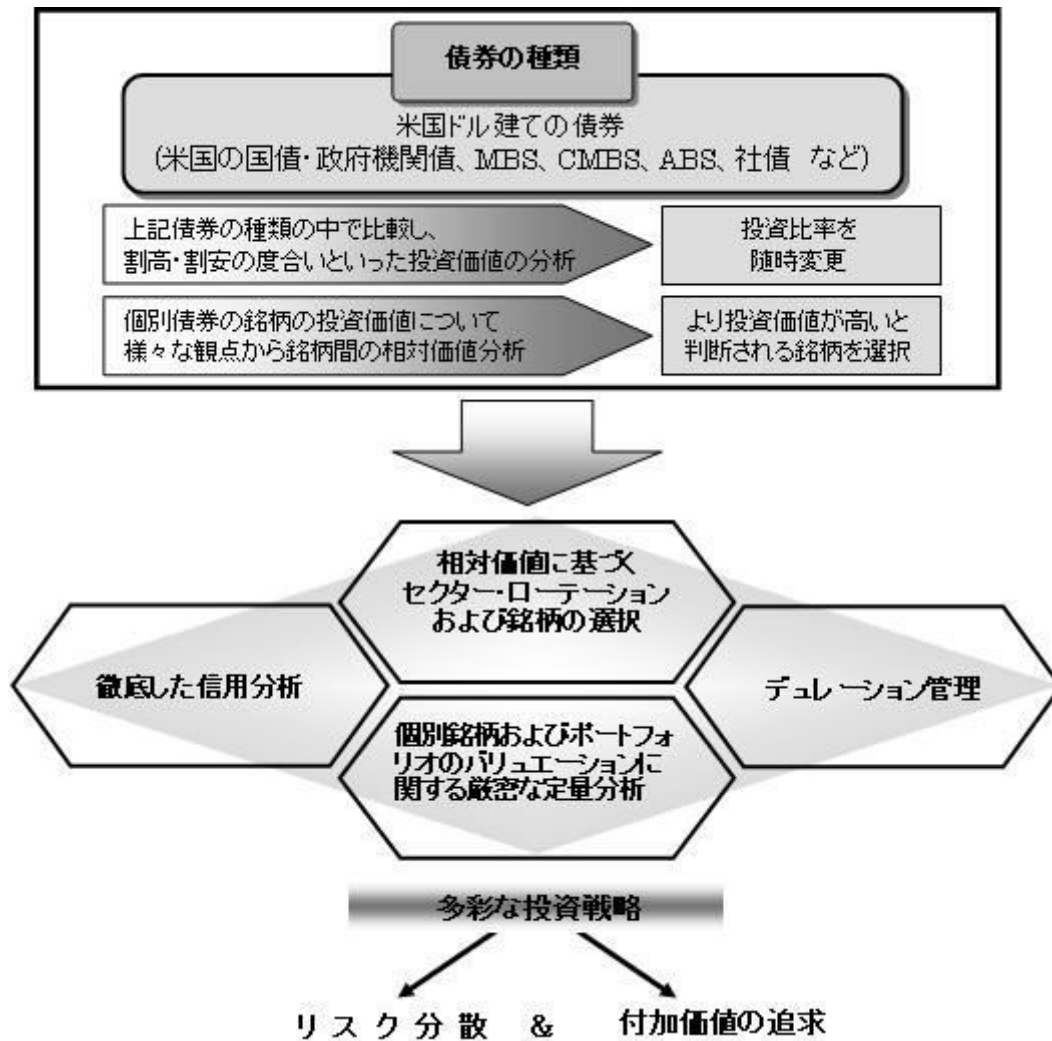 債券の種類
米国ドル建ての債券
(米国の国債・政府機関債、MBS、CMBS、ABS、社債 など)
上記債券の種類の中で比較し、
割高・割安の度合いといった投資価値の分析
投資比率を
随時変更
個別債券の銘柄の投資価値について
様々な観点から銘柄間の相対価値分析
より投資価値が高いと
判断される銘柄を選択
相対価値に基づく
セクター・ローテーション
および銘柄の選択
徹底した信用分析
デュレーション管理
個別銘柄およびポートフォ
リオのバリュエーションに
関する厳密な定量分析
多彩な投資戦略
リスク分散 & 付加価値の追求